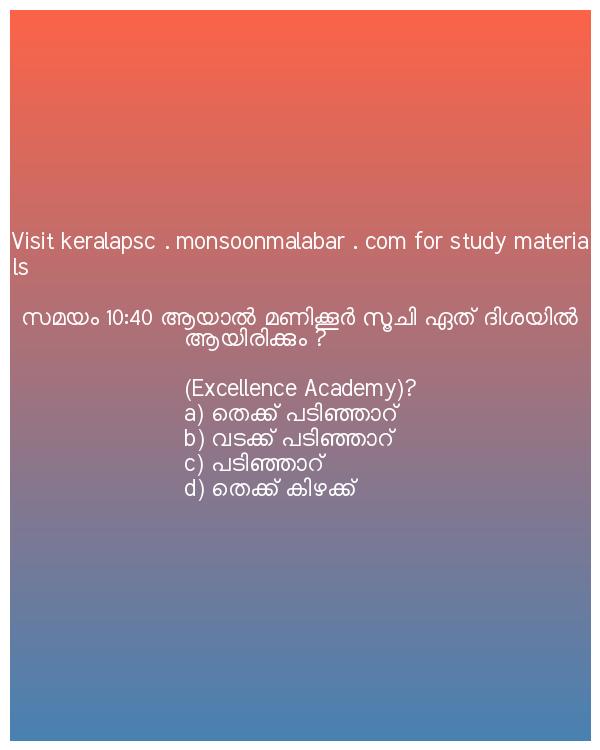 Visit keralapsc . monsoonmalabar . com for study materia
ls
സമയം 10:40 ആയാൽ മണിക്കൂർ സൂചി ഏത് ദിശയിൽ
ആയിരിക്കും ?
(Excellence Academy)?
a) തെക്ക് പടിഞ്ഞാറ്
b) വടക്ക് പടിഞ്ഞാറ്
c) പടിഞ്ഞാറ്
d) തെക്ക് കിഴക്ക്